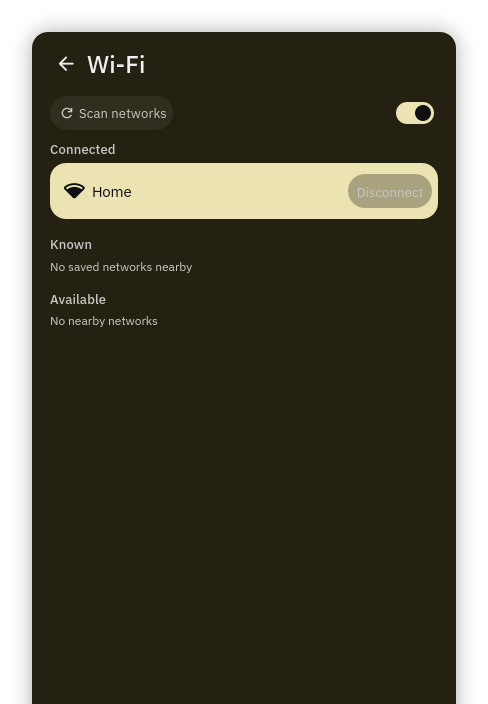 Wi-Fi
Scan networks
Connected
Home Disconnect
Known
No saved networks nearby
Available
No nearby networks